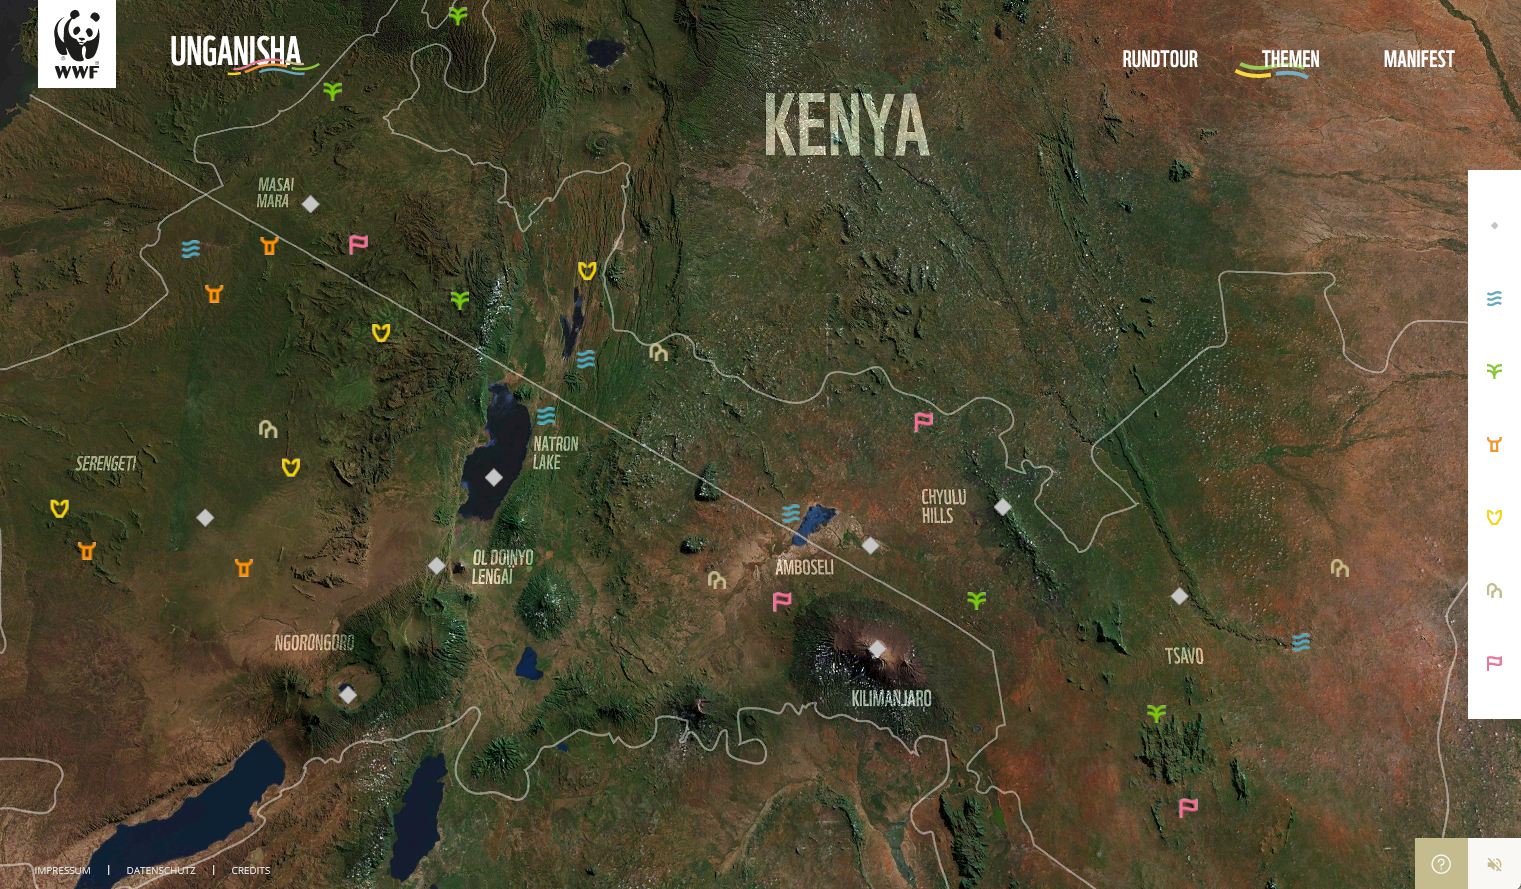 WWF
UNGANISHA
RUNDTOUR
THEMEN
MANIFEST
KENYA
MASAI
MARA
NATRON
LAKE
SERENGETI
CHYULU
HILLS
OL DOINYO
LENGAI
AMBOSELI
NGORONGORO
TSAVO
KILIMANJARO
IMPRESSUM | DATENSCHUTZ | CREDITS